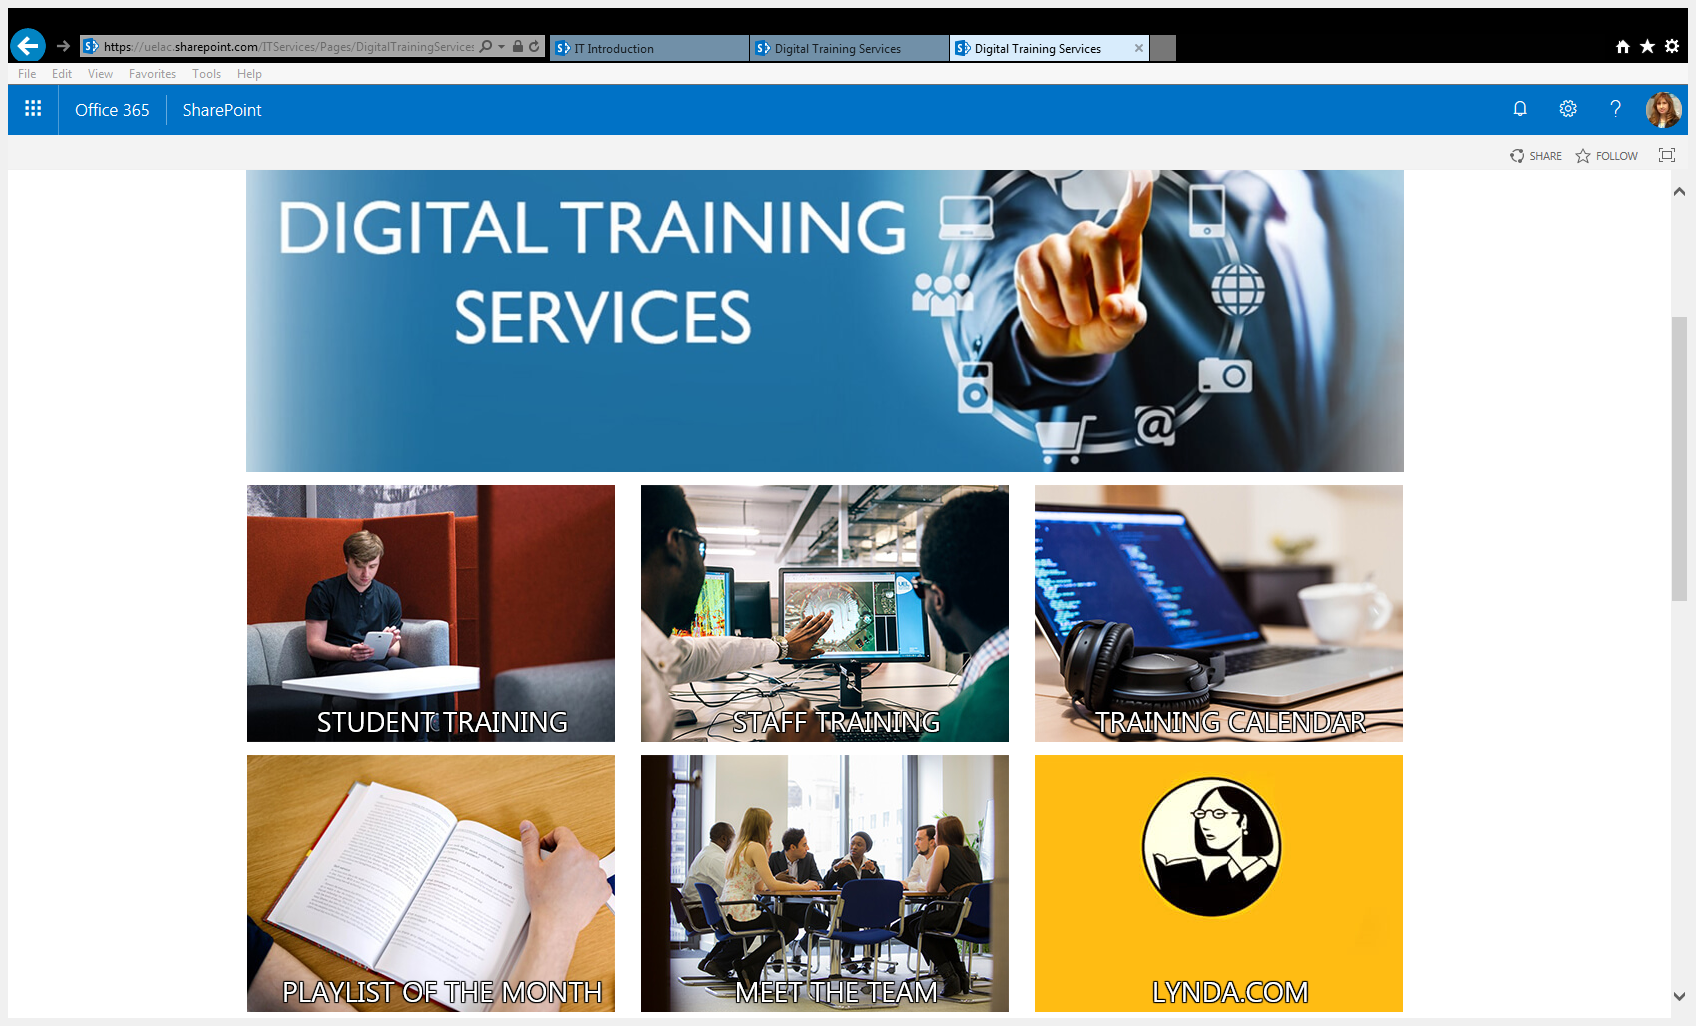 https://uelac.sharepoint.com/ITServices/Pages/DigitalTrainingServices
IT Introduction
Digital Training Services
Digital Training Services
File Edit View Favorites Tools Help
Office 365 SharePoint
SHARE FOLLOW
DIGITAL TRAINING
SERVICES
UEL
STUDENT TRAINING
STAFF TRAINING
TRAINING CALENDAR
PLAYLIST OF THE MONTH
MEET THE TEAM
LYNDA.COM